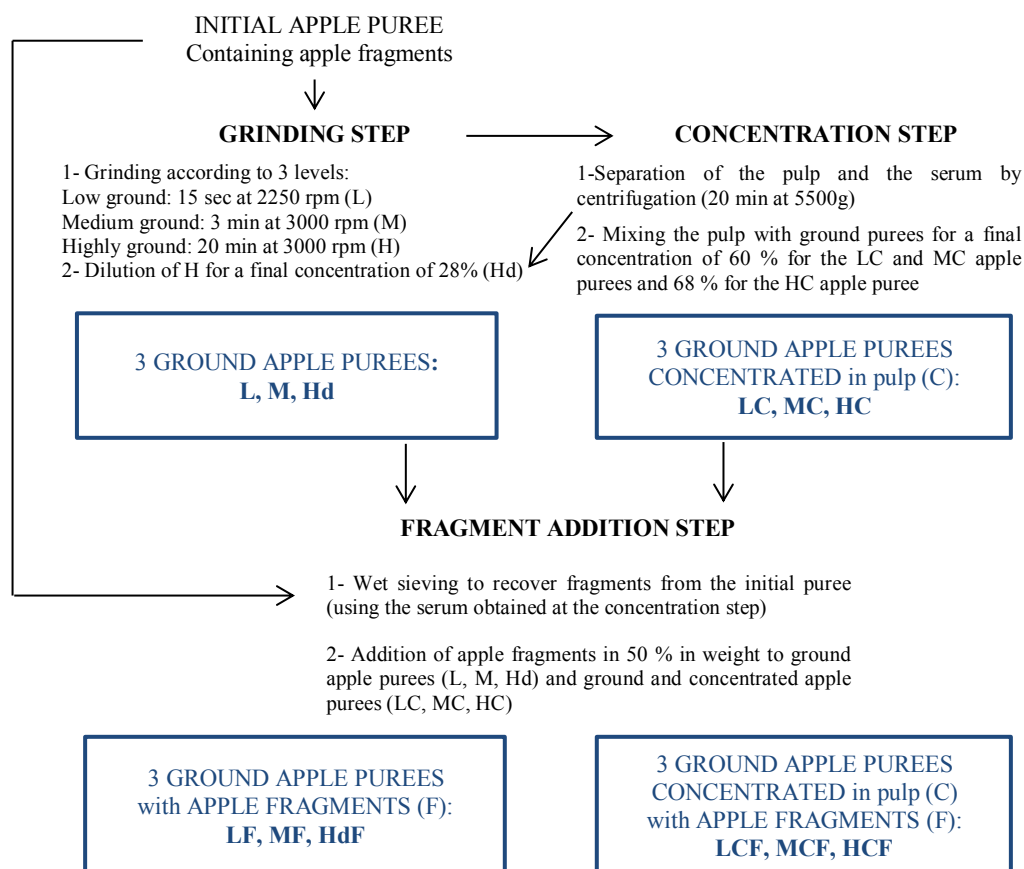 INITIAL APPLE PUREE
Containing apple fragments
GRINDING STEP
1- Grinding according to 3 levels:
Low ground: 15 sec at 2250 rpm (L)
Medium ground: 3 min at 3000 rpm (M)
Highly ground: 20 min at 3000 rpm (H)
2- Dilution of H for a final concentration of 28% (Hd)
CONCENTRATION STEP
1-Separation of the pulp and the serum by
centrifugation (20 min at 5500g)
2- Mixing the pulp with ground purees for a final
concentration of 60 % for the LC and MC apple
purees and 68 % for the HC apple puree
3 GROUND APPLE PUREES:
L, M, Hd
3 GROUND APPLE PUREES
CONCENTRATED in pulp (C):
LC, MC, HC
FRAGMENT ADDITION STEP
1- Wet sieving to recover fragments from the initial puree
(using the serum obtained at the concentration step)
2- Addition of apple fragments in 50 % in weight to ground
apple purees (L, M, Hd) and ground and concentrated apple
purees (LC, MC, HC)
3 GROUND APPLE PUREES
with APPLE FRAGMENTS (F):
LF, MF, HdF
3 GROUND APPLE PUREES
CONCENTRATED in pulp (C)
with APPLE FRAGMENTS (F):
LCF, MCF, HCF